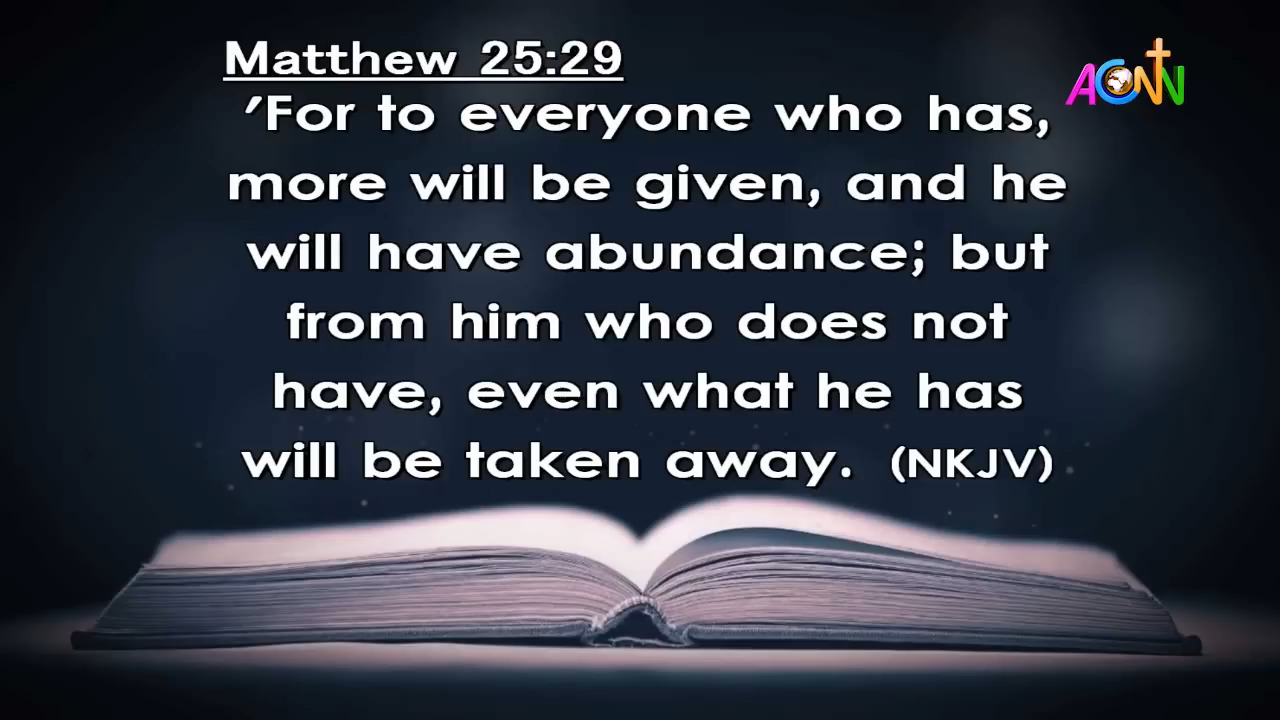 Matthew 25:29
ACNN
‘For to everyone who has,
more will be given, and he
will have abundance; but
from him who does not
have, even what he has
will be taken away. (NKJV)